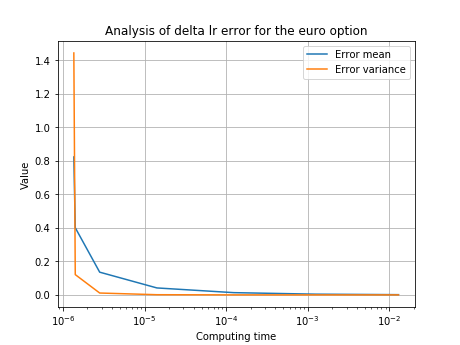 Analysis of delta lr error for the euro option
Error mean
Error variance
1.4
1.2
1.0
0.8
0.6
0.4
0.2
0.0
Value
10⁻⁶ 10⁻⁵ 10⁻⁴ 10⁻³ 10⁻²
Computing time